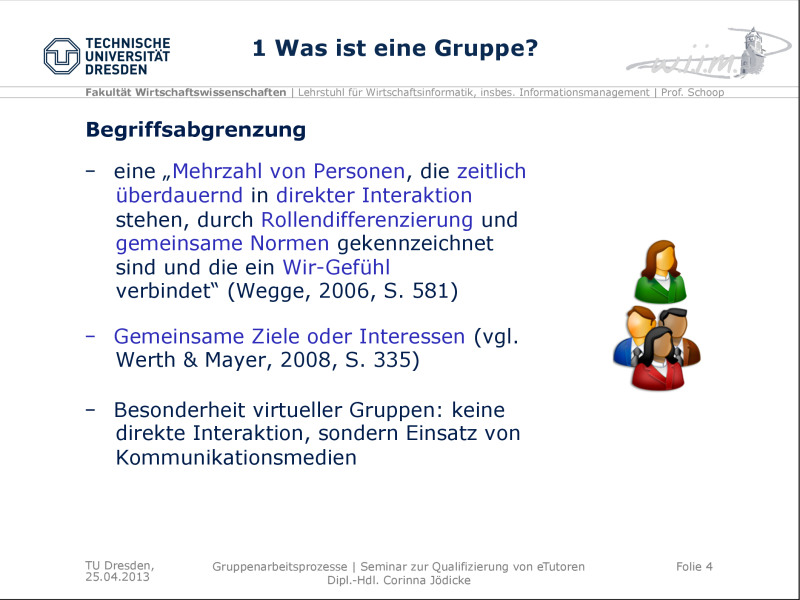 TECHNISCHE
UNIVERSITÄT
DRESDEN
1 Was ist eine Gruppe?
w.i.i.m.
Fakultät Wirtschaftswissenschaften | Lehrstuhl für Wirtschaftsinformatik, insbes. Informationsmanagement | Prof. Schoop
Begriffsabgrenzung
– eine „Mehrzahl von Personen, die zeitlich
überdauernd in direkter Interaktion
stehen, durch Rollendifferenzierung und
gemeinsame Normen gekennzeichnet
sind und die ein Wir-Gefühl
verbindet“ (Wegge, 2006, S. 581)
– Gemeinsame Ziele oder Interessen (vgl.
Werth & Mayer, 2008, S. 335)
– Besonderheit virtueller Gruppen: keine
direkte Interaktion, sondern Einsatz von
Kommunikationsmedien
TU Dresden,
25.04.2013
Gruppenarbeitsprozesse | Seminar zur Qualifizierung von eTutoren
Dipl.-Hdl. Corinna Jödicke
Folie 4